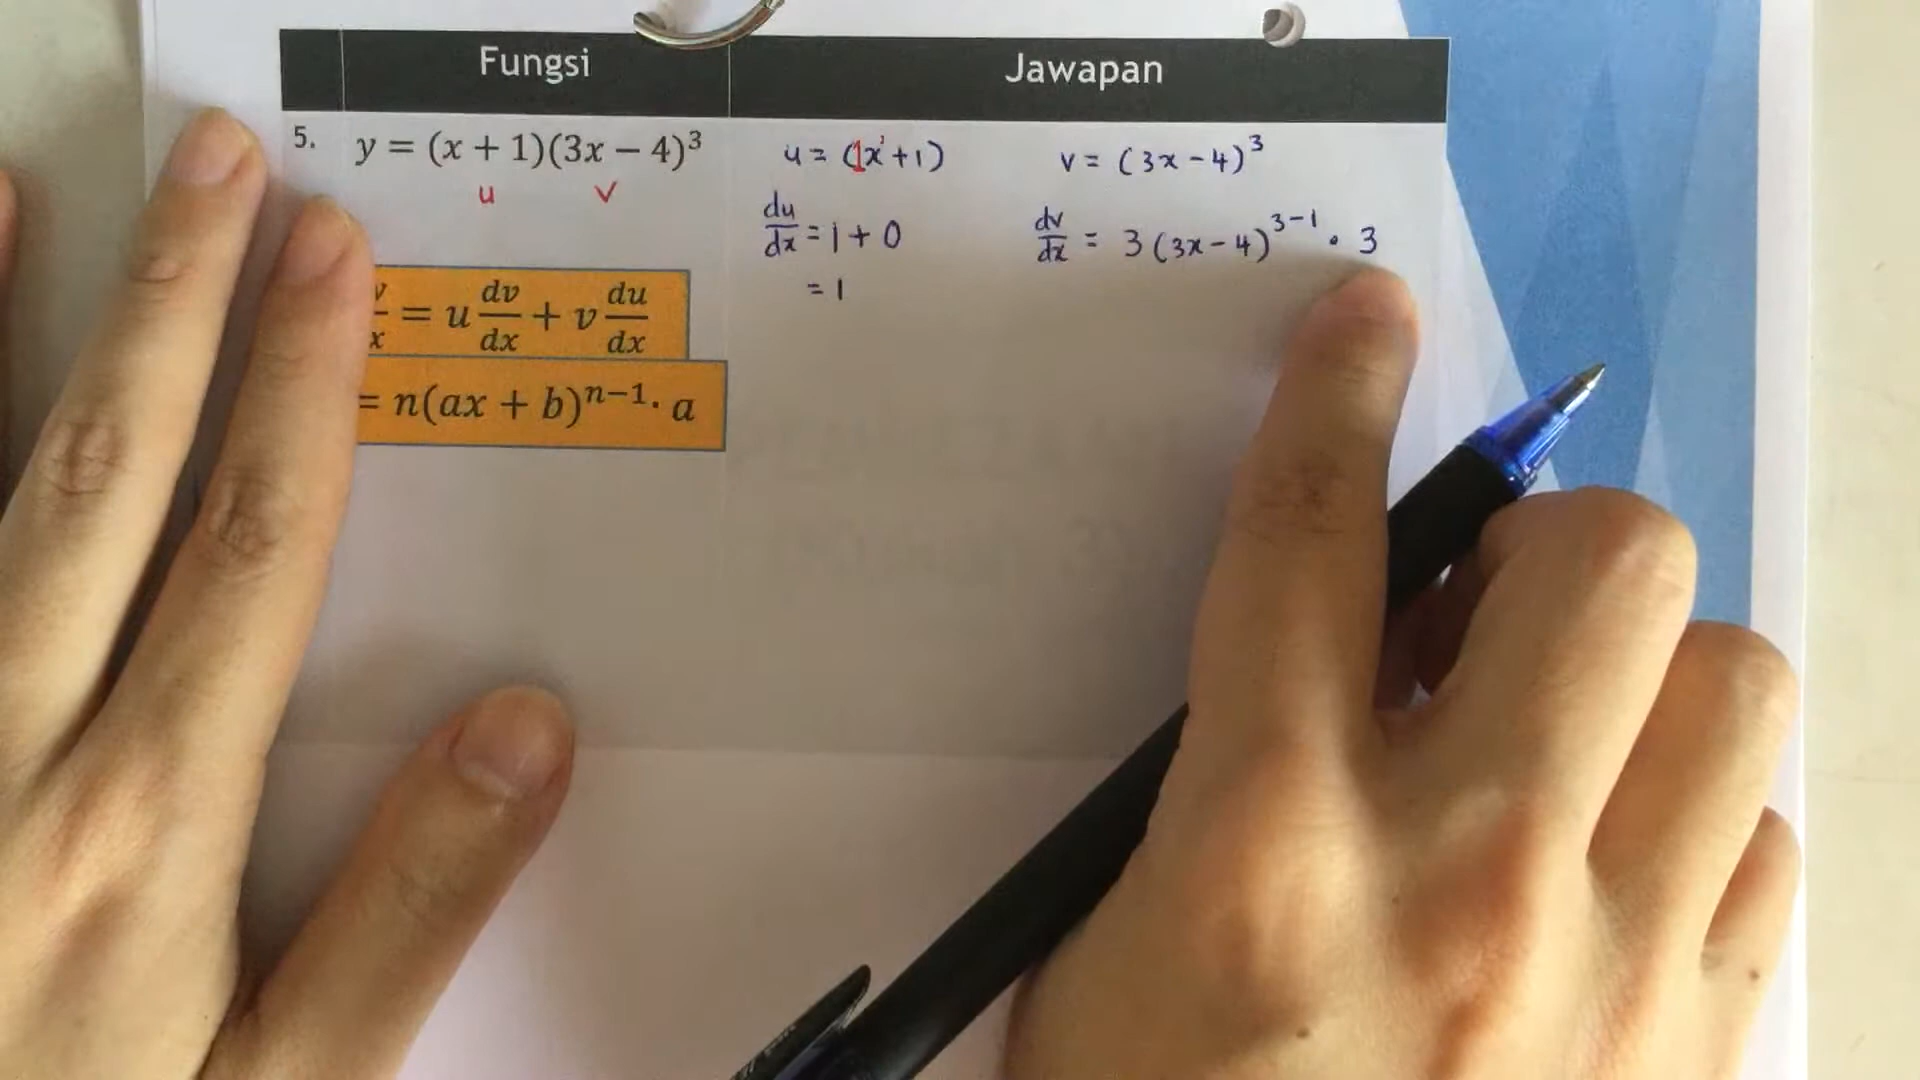 Fungsi Jawapan
5. y = (x + 1)(3x − 4)³ u = (1x¹ + 1) v = (3x − 4)³
u v
du/dx = 1 + 0 dv/dx = 3(3x − 4)³⁻¹ · 3
= 1
= u dv/dx + v du/dx
= n(ax + b)ⁿ⁻¹· a